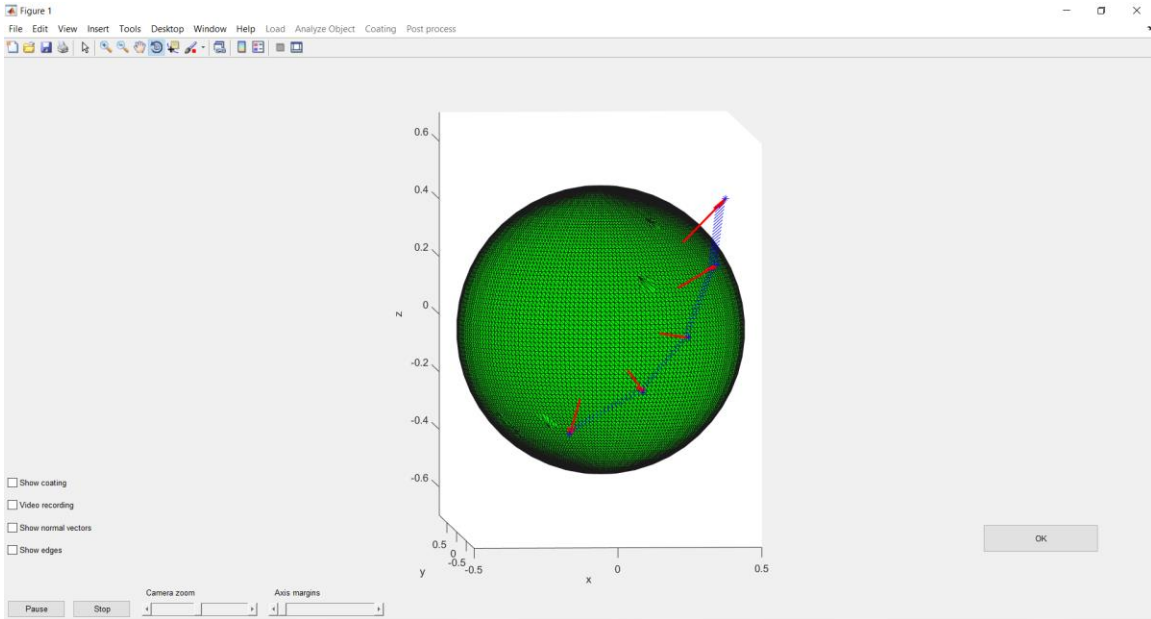 Figure 1
File Edit View Insert Tools Desktop Window Help Load Analyze Object Coating Post process
0.6
0.4
0.2
0
-0.2
-0.4
-0.6
z
0.5
0
-0.5
y
-0.5
0
0.5
x
Show coating
Video recording
Show normal vectors
Show edges
OK
Camera zoom
Axis margins
Pause
Stop